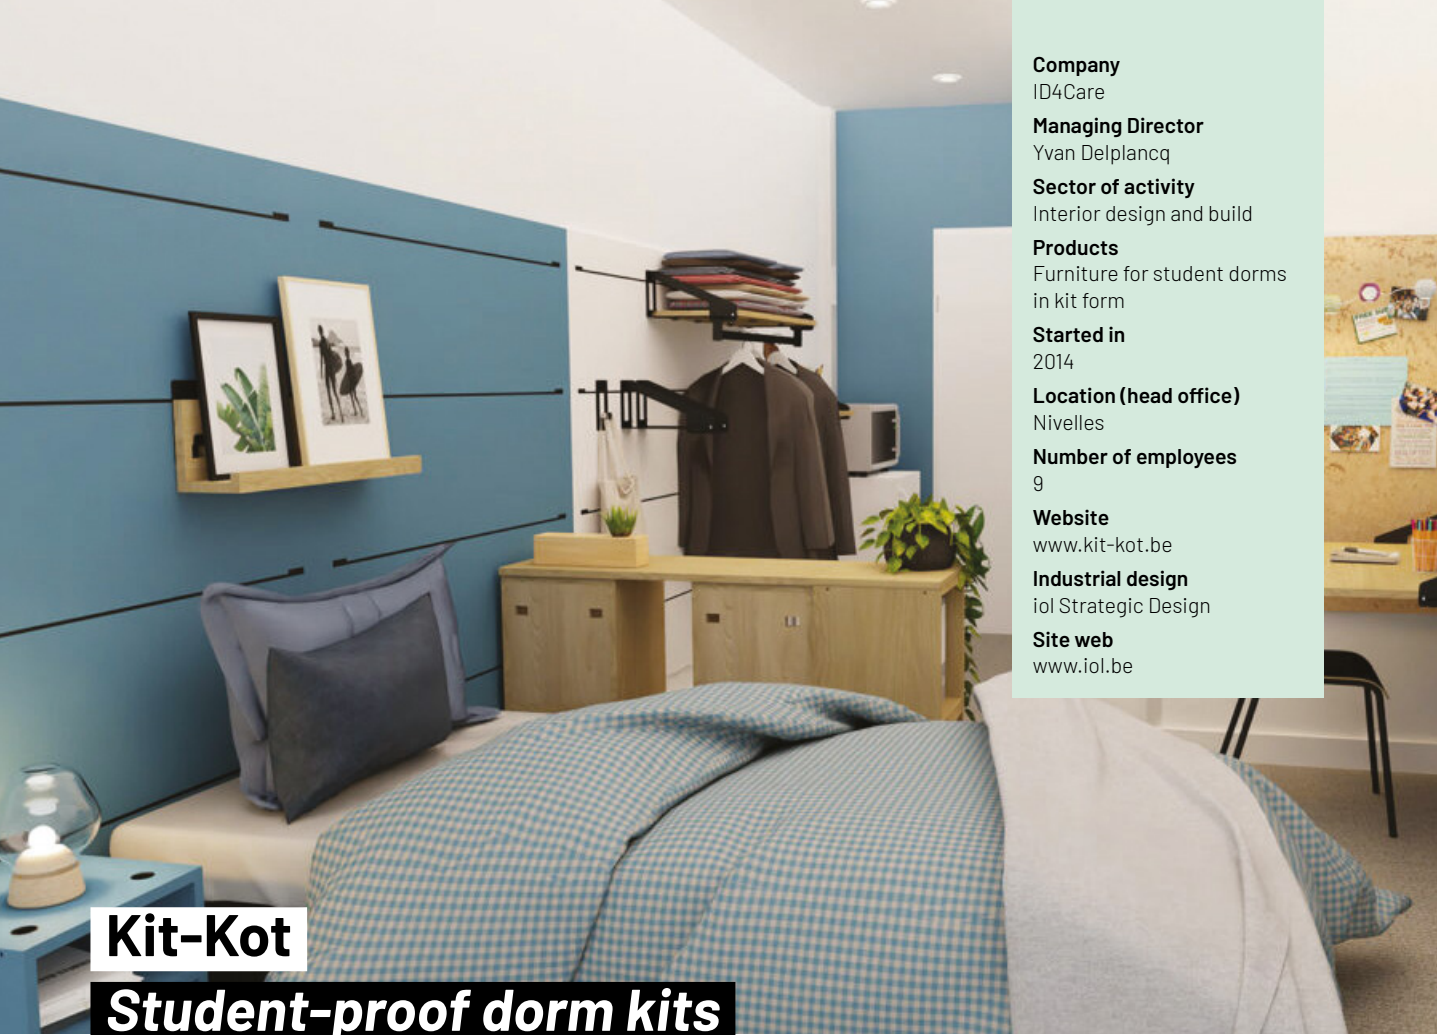 Company
ID4Care
Managing Director
Yvan Delplancq
Sector of activity
Interior design and build
Products
Furniture for student dorms
in kit form
Started in
2014
Location (head office)
Nivelles
Number of employees
9
Website
www.kit-kot.be
Industrial design
iol Strategic Design
Site web
www.iol.be
Kit-Kot
Student-proof dorm kits